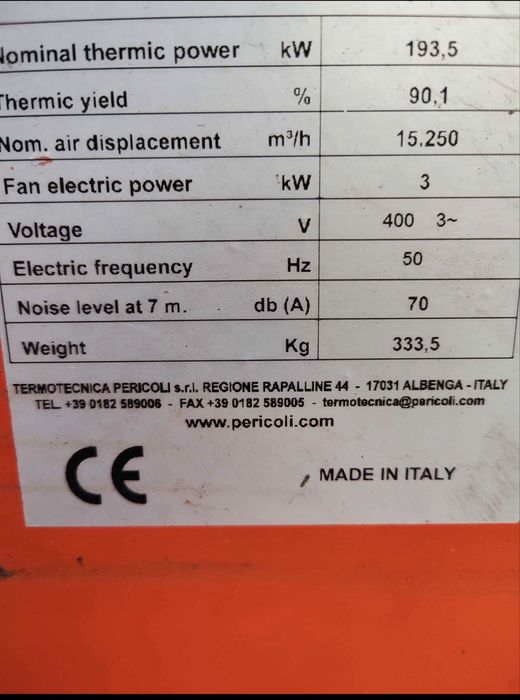 Nominal thermic power kW 193,5
Thermic yield % 90,1
Nom. air displacement m³/h 15.250
Fan electric power kW 3
Voltage V 400 3~
Electric frequency Hz 50
Noise level at 7 m. db (A) 70
Weight Kg 333,5
TERMOTECNICA PERICOLI s.r.l. REGIONE RAPALLINE 44 - 17031 ALBENGA - ITALY
TEL. +39 0182 589006 - FAX +39 0182 589005 - termotecnica@pericoli.com
www.pericoli.com
CE
MADE IN ITALY